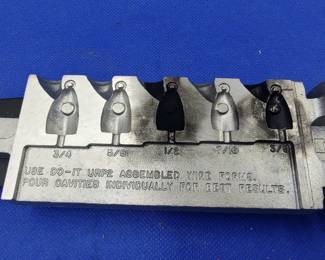 3/4 5/8 1/2 7/16 3/8
USE DO-IT URP2 ASSEMBLED WIRE FORMS.
POUR CAVITIES INDIVIDUALLY FOR BEST RESULTS.